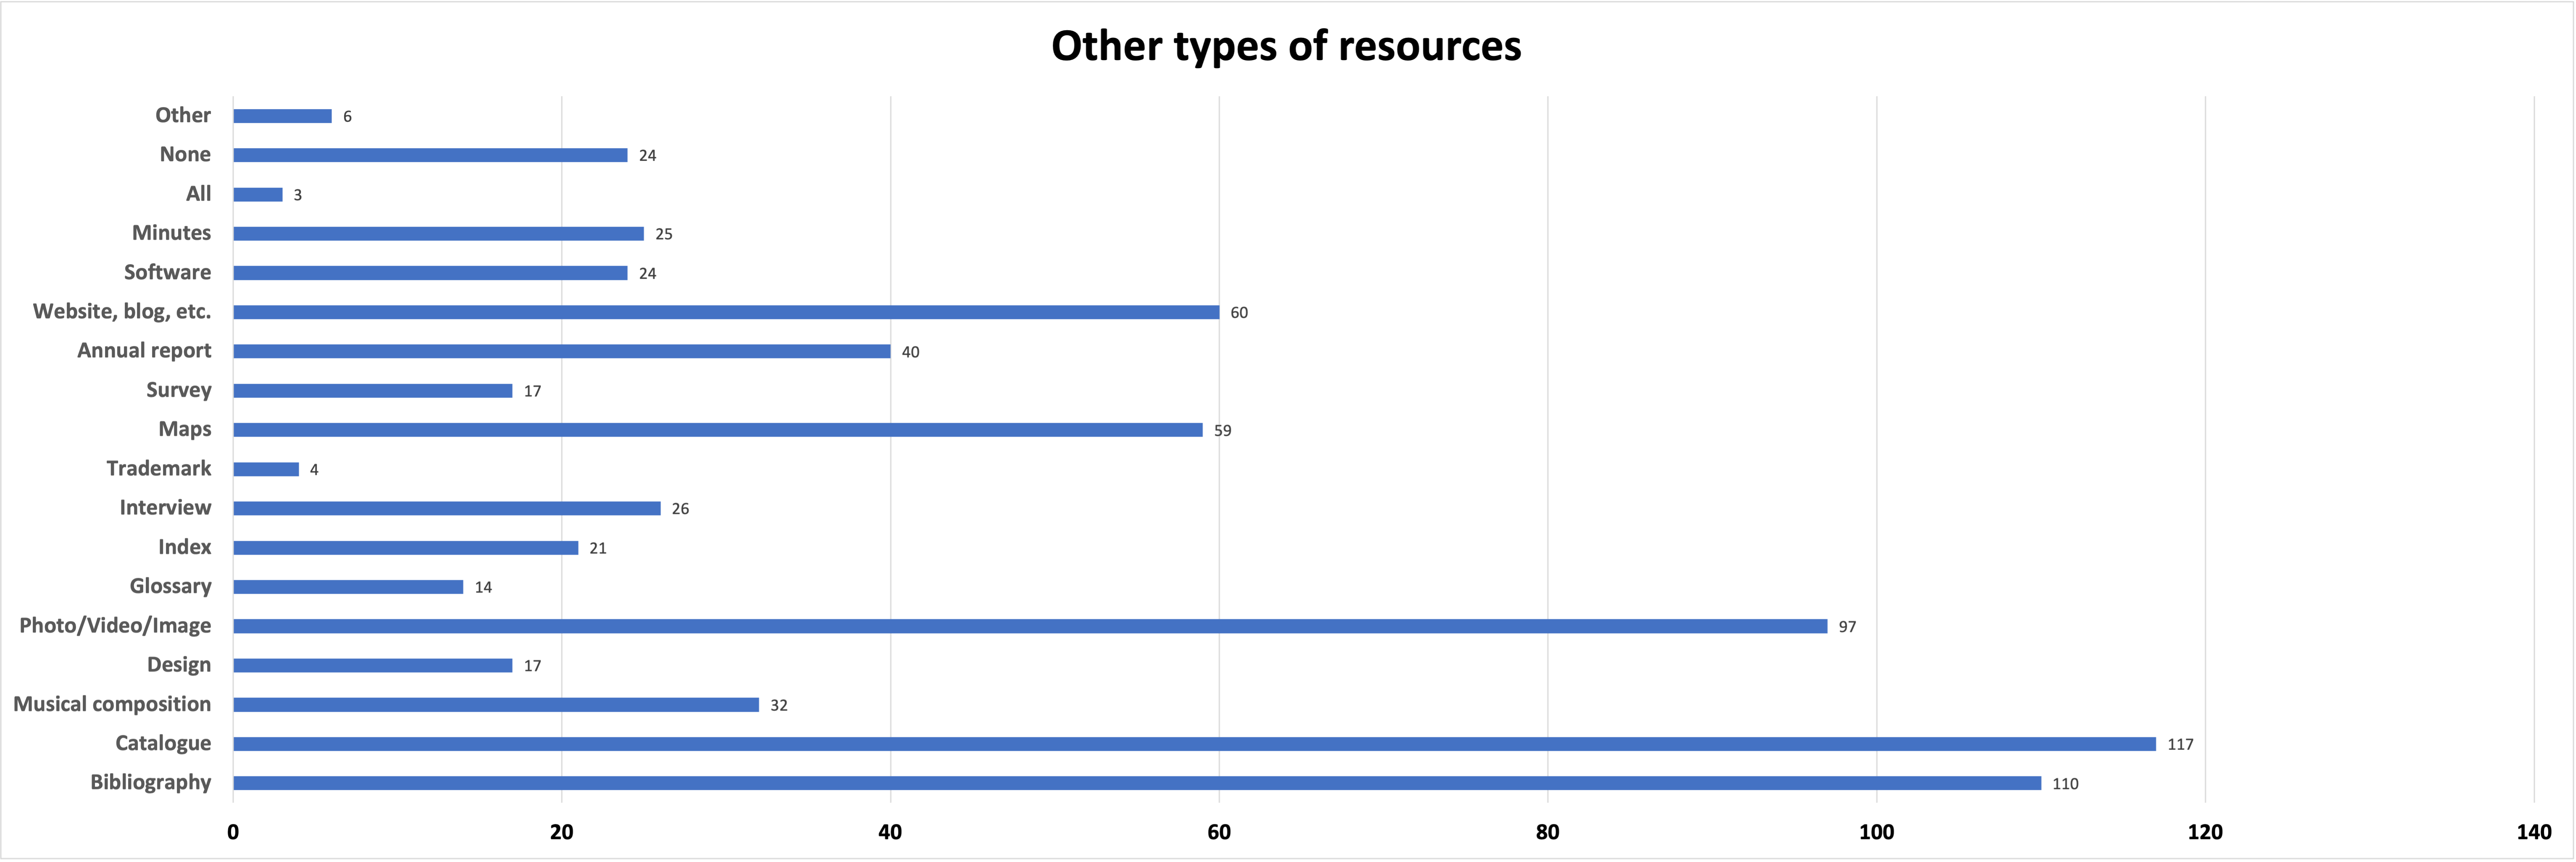 Other types of resources
Other 6
None 24
All 3
Minutes 25
Software 24
Website, blog, etc. 60
Annual report 40
Survey 17
Maps 59
Trademark 4
Interview 26
Index 21
Glossary 14
Photo/Video/Image 97
Design 17
Musical composition 32
Catalogue 117
Bibliography 110
0 20 40 60 80 100 120 140